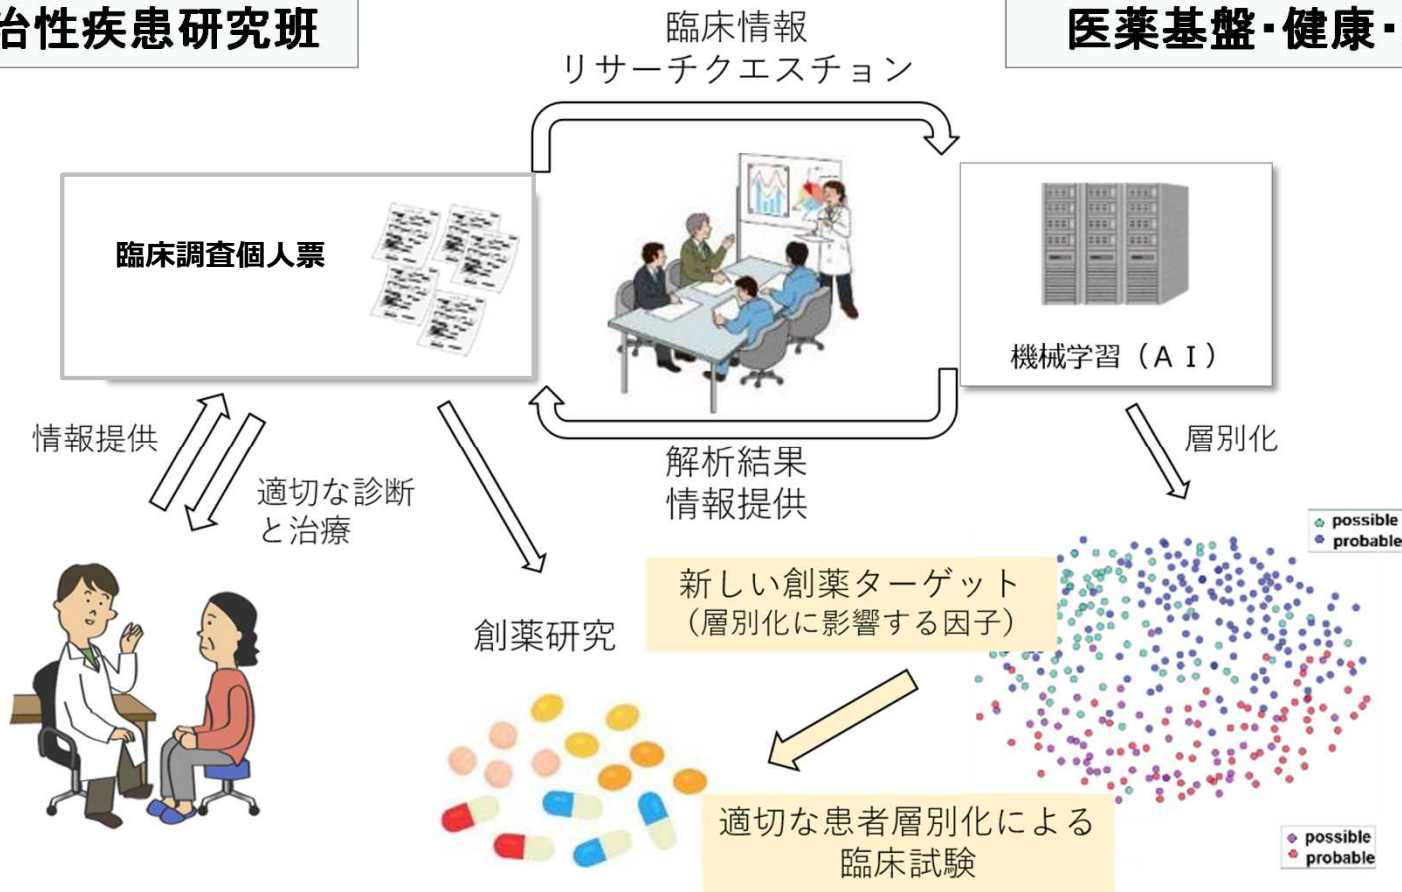 治性疾患研究班
臨床情報
リサーチクエスチョン
医薬基盤・健康・
臨床調査個人票
機械学習（ＡＩ）
情報提供
適切な診断
と治療
解析結果
情報提供
層別化
possible
probable
新しい創薬ターゲット
（層別化に影響する因子）
創薬研究
適切な患者層別化による
臨床試験
possible
probable